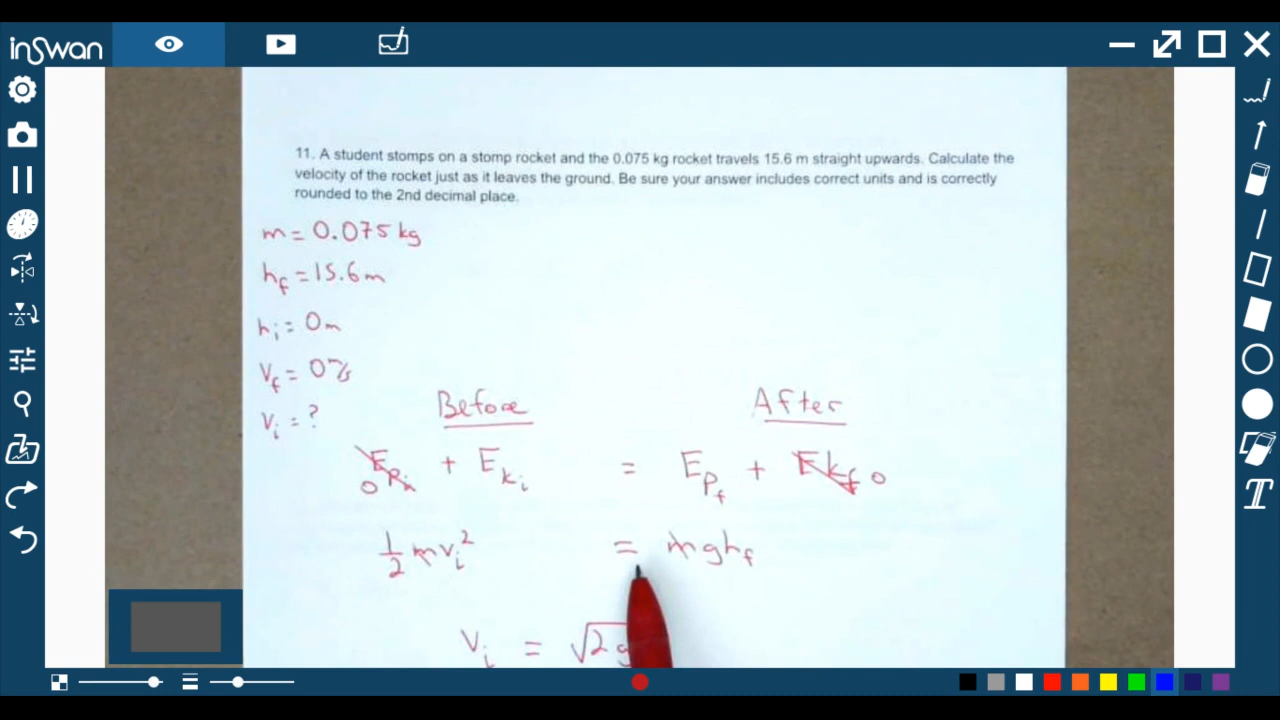 inSwan
11. A student stomps on a stomp rocket and the 0.075 kg rocket travels 15.6 m straight upwards. Calculate the
velocity of the rocket just as it leaves the ground. Be sure your answer includes correct units and is correctly
rounded to the 2nd decimal place.
m = 0.075 kg
hf = 15.6 m
hi = 0m
Vf = 0 m/s
Vi = ?
Before After
EPi 0 + Eki = EPf + Ekf 0
1/2 mvi² = mghf
Vi = √2g
T